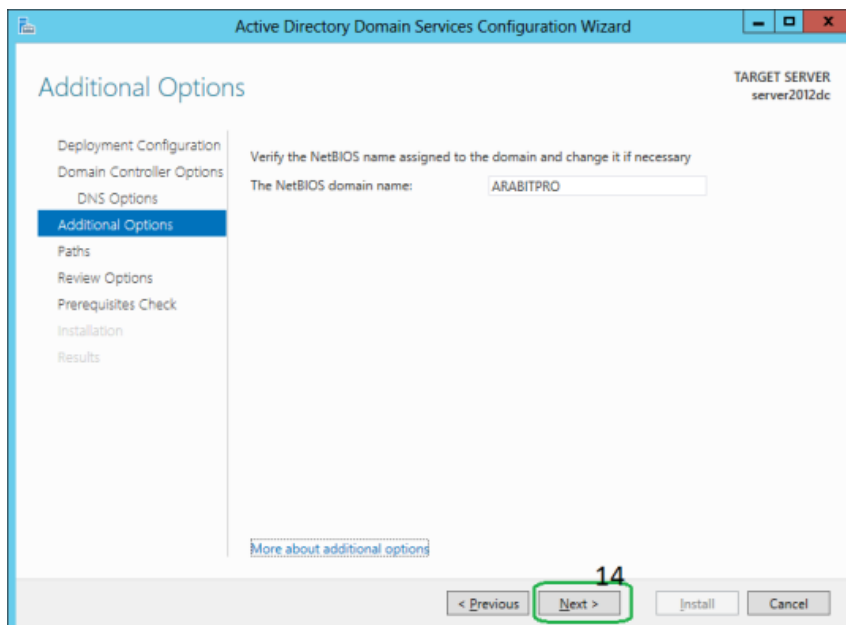 Active Directory Domain Services Configuration Wizard
Additional Options
TARGET SERVER
server2012dc
Deployment Configuration
Domain Controller Options
DNS Options
Additional Options
Paths
Review Options
Prerequisites Check
Installation
Results
Verify the NetBIOS name assigned to the domain and change it if necessary
The NetBIOS domain name: ARABITPRO
More about additional options
14
< Previous Next > Install Cancel